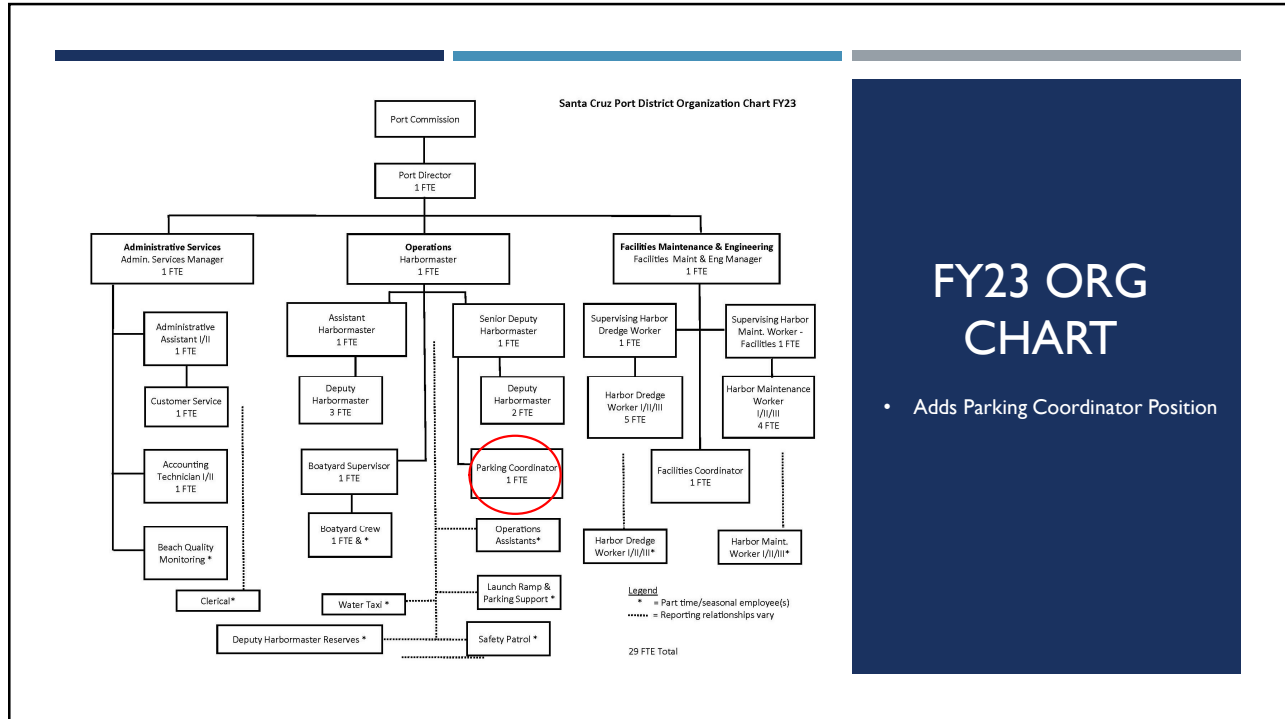 Santa Cruz Port District Organization Chart FY23
Port Commission
Port Director
1 FTE
Administrative Services
Admin. Services Manager
1 FTE
Operations
Harbormaster
1 FTE
Facilities Maintenance & Engineering
Facilities Maint & Eng Manager
1 FTE
Administrative
Assistant I/II
1 FTE
Customer Service
1 FTE
Accounting
Technician I/II
1 FTE
Beach Quality
Monitoring *
Clerical*
Assistant
Harbormaster
1 FTE
Deputy
Harbormaster
3 FTE
Senior Deputy
Harbormaster
1 FTE
Deputy
Harbormaster
2 FTE
Boatyard Supervisor
1 FTE
Boatyard Crew
1 FTE & *
Parking Coordinator
1 FTE
Operations
Assistants*
Water Taxi *
Launch Ramp &
Parking Support *
Deputy Harbormaster Reserves *
Safety Patrol *
Supervising Harbor
Dredge Worker
1 FTE
Supervising Harbor
Maint. Worker -
Facilities 1 FTE
Harbor Dredge
Worker I/II/III
5 FTE
Harbor Maintenance
Worker
I/II/III
4 FTE
Facilities Coordinator
1 FTE
Harbor Dredge
Worker I/II/III*
Harbor Maint.
Worker I/II/III*
Legend
* = Part time/seasonal employee(s)
....... = Reporting relationships vary
29 FTE Total
FY23 ORG
CHART
• Adds Parking Coordinator Position